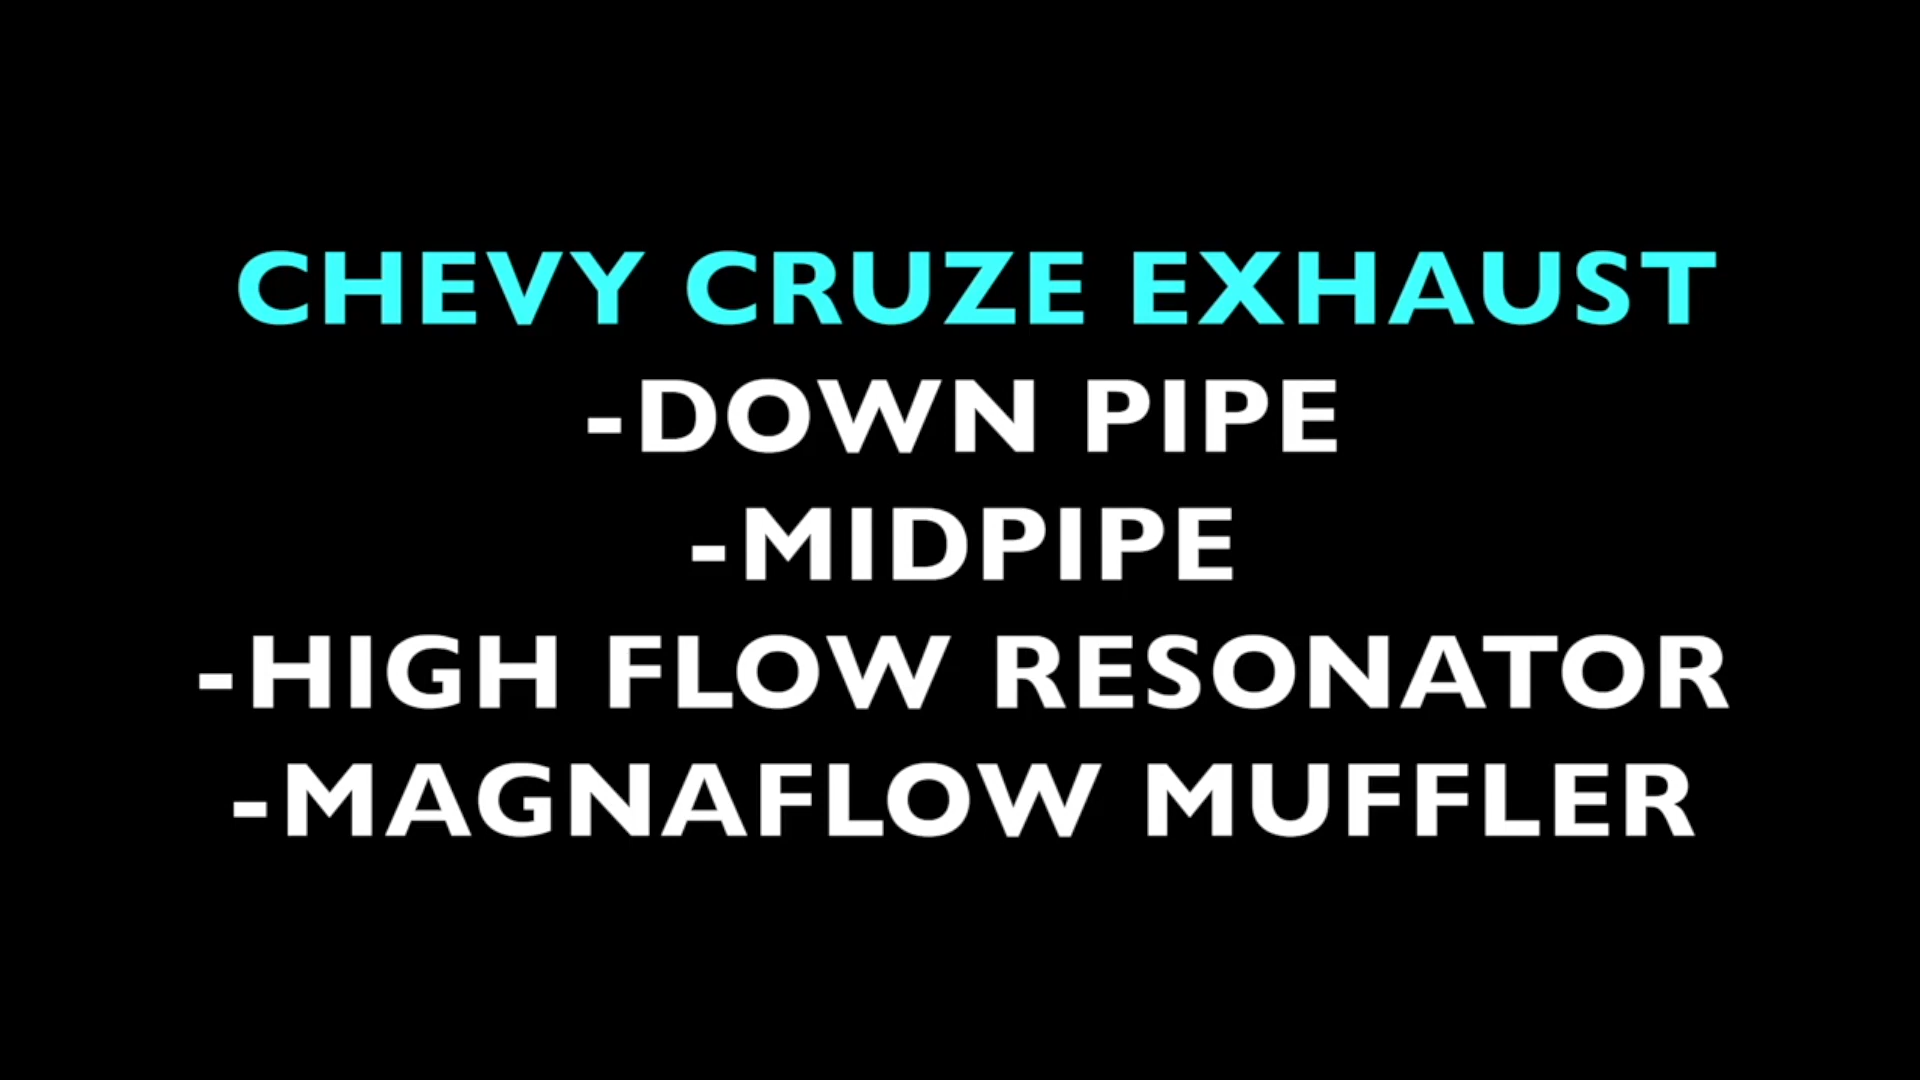 CHEVY CRUZE EXHAUST
-DOWN PIPE
-MIDPIPE
-HIGH FLOW RESONATOR
-MAGNAFLOW MUFFLER